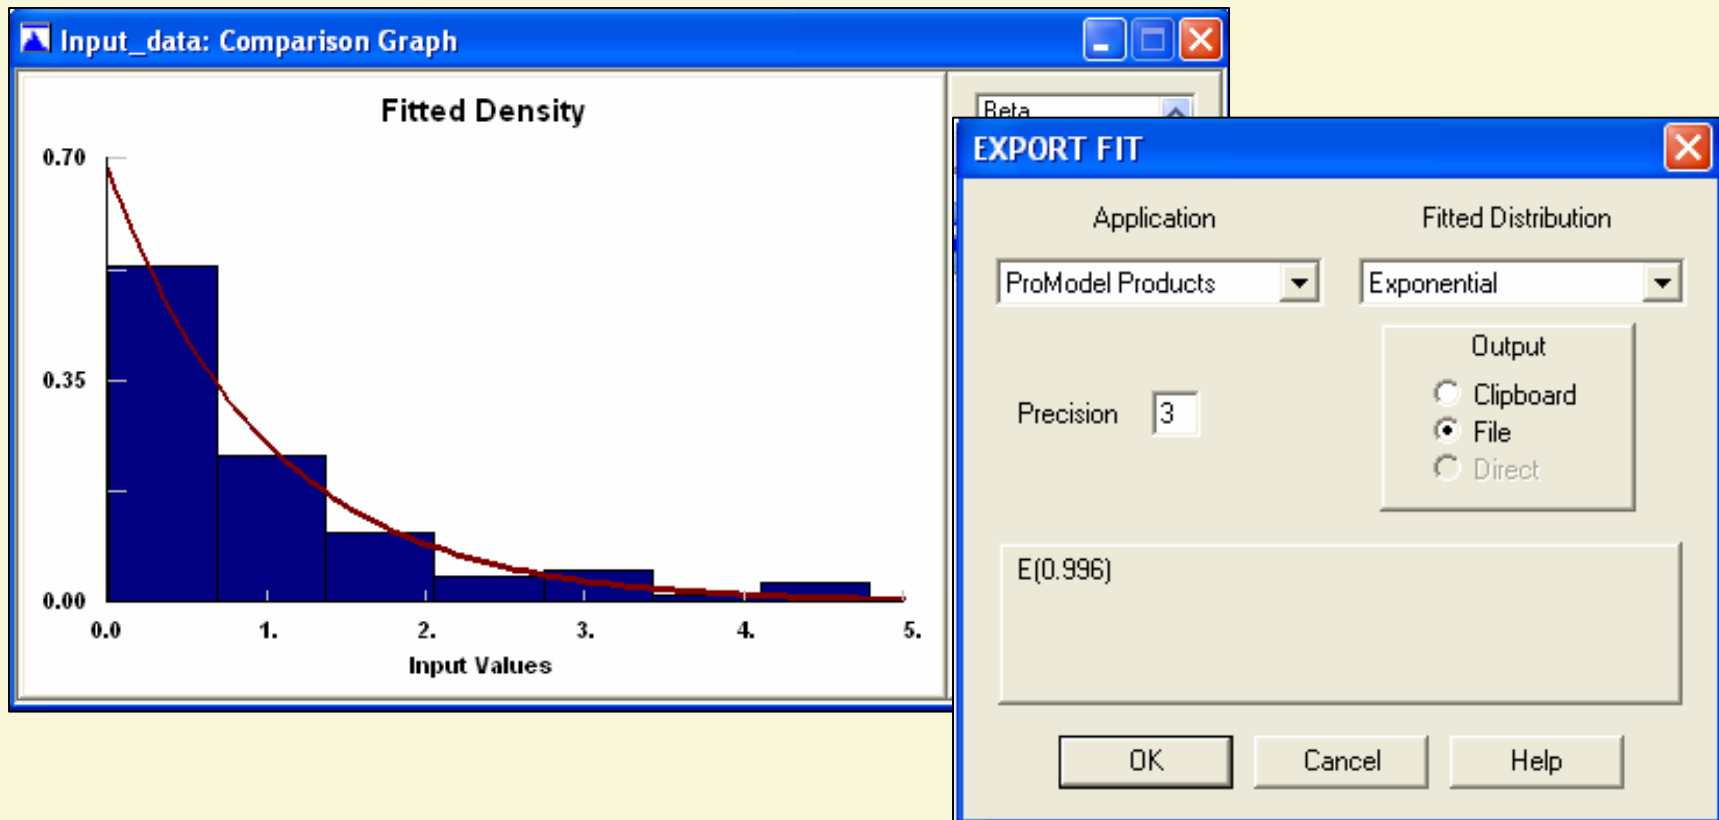 Input_data: Comparison Graph
Fitted Density
0.70
0.35
0.00
0.0 1. 2. 3. 4. 5.
Input Values
Beta
EXPORT FIT
Application Fitted Distribution
ProModel Products Exponential
Output
Clipboard
Precision 3
File
Direct
E(0.996)
OK Cancel Help